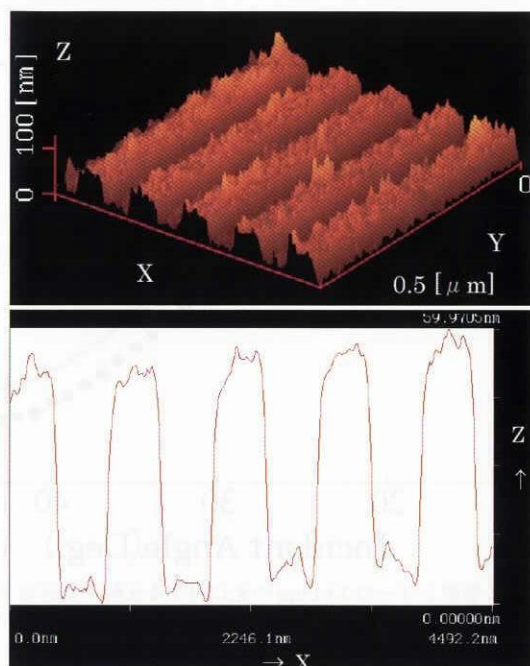 Z
100 [nm]
0
X
Y
0
0.5 [μm]
59.9705nm
Z
↑
0.00000nm
0.0nm
2246.1nm
4492.2nm
→ X